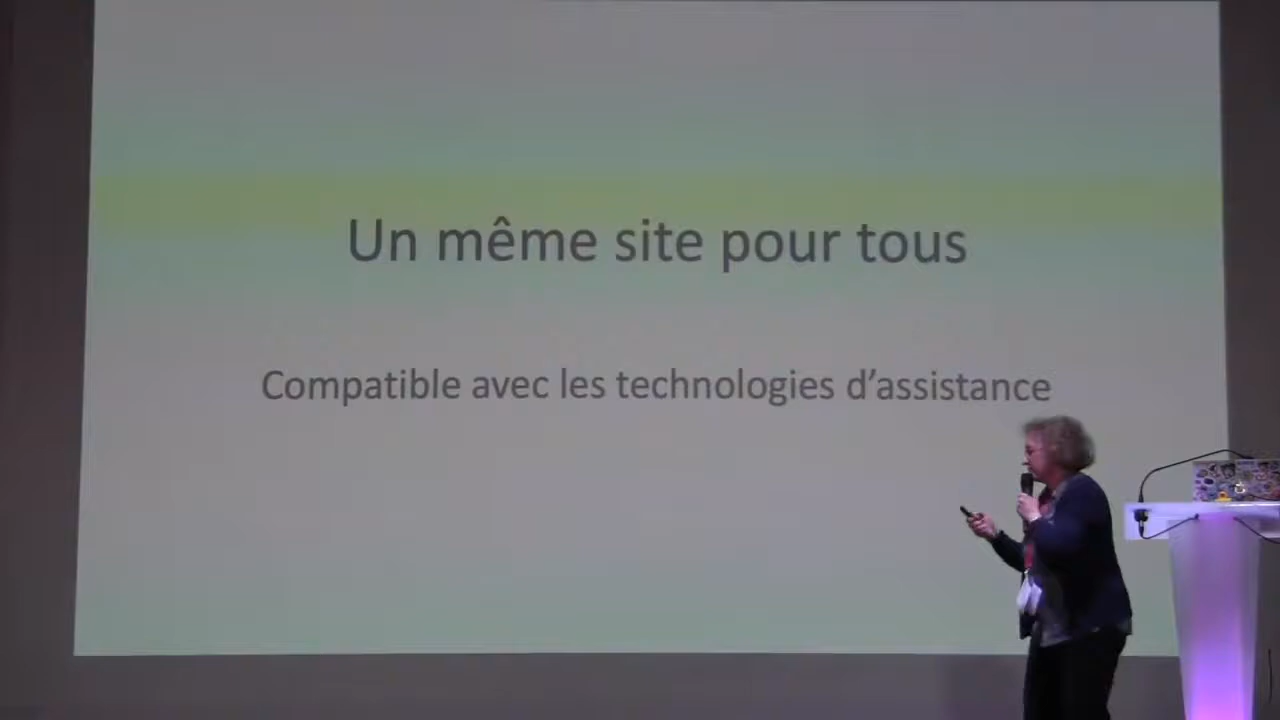 Un même site pour tous
Compatible avec les technologies d’assistance